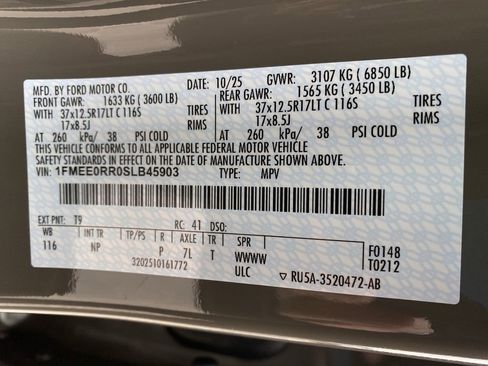 MFD. BY FORD MOTOR CO.
10/25 GVWR: 3107 KG ( 6850 LB)
FRONT GAWR: 1633 KG ( 3600 LB) REAR GAWR: 1565 KG ( 3450 LB)
WITH 37x12.5R17LT C 116S TIRES WITH 37x12.5R17LT C 116S TIRES
17x8.5J RIMS 17x8.5J RIMS
AT 260 kPa/ 38 PSI COLD AT 260 kPa/ 38 PSI COLD
THIS VEHICLE CONFORMS TO ALL APPLICABLE FEDERAL MOTOR VEHICLE
SAFETY AND THEFT PREVENTION STANDARDS IN EFFECT ON THE DATE OF MANUFACTURE SHOWN ABOVE.
VIN: 1FMEE0RR0SLB45903 TYPE: MPV
EXT PNT: T9 RC: 41 DSO:
WB INT TR TP/PS R AXLE TR SPR
116 NP P 7L T WWWW
ULC
3202510161772
F0148
T0212
RU5A-3520472-AB